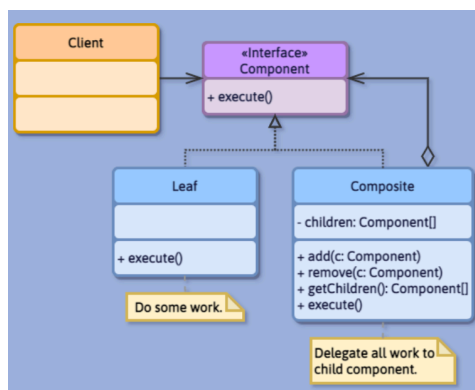 Client
«Interface»
Component
+ execute()
Leaf
+ execute()
Do some work.
Composite
- children: Component[]
+ add(c: Component)
+ remove(c: Component)
+ getChildren(): Component[]
+ execute()
Delegate all work to
child component.